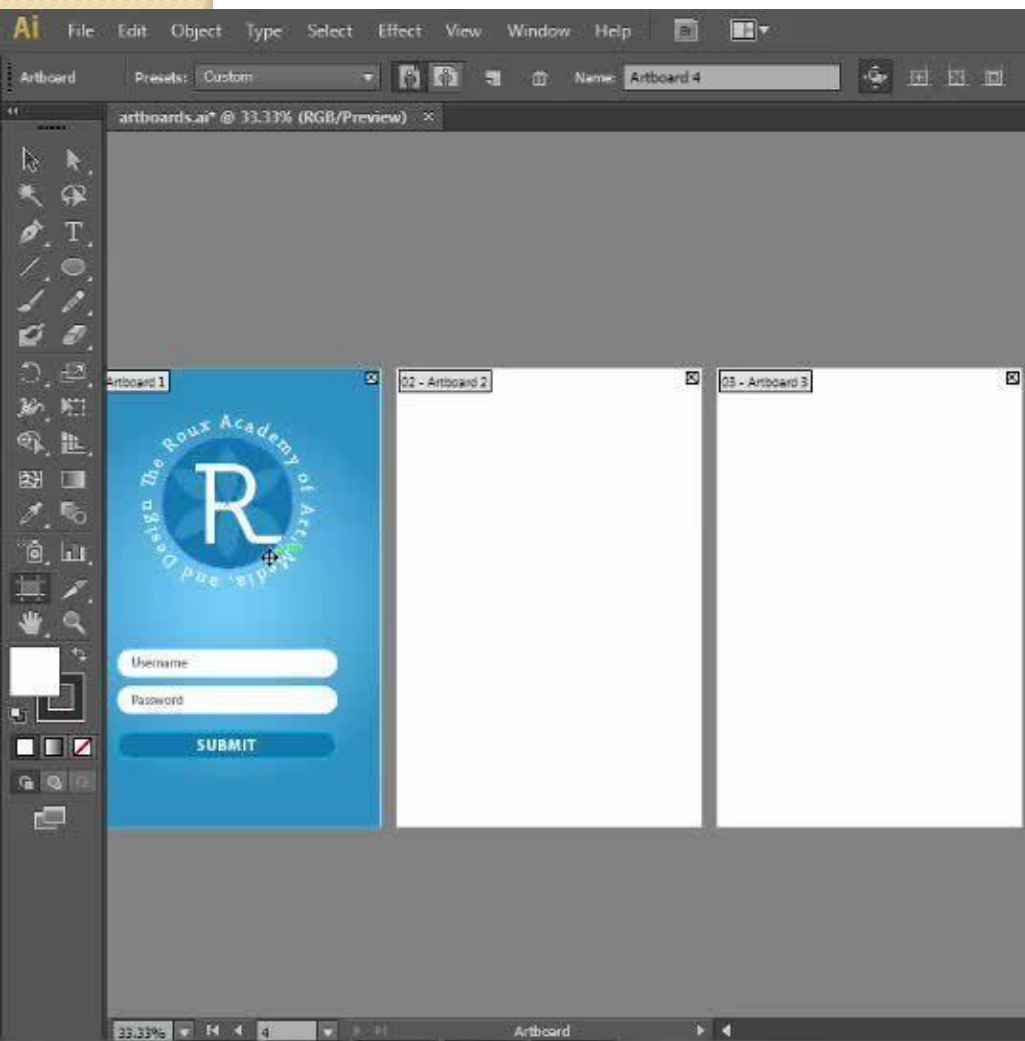 Ai File Edit Object Type Select Effect View Window Help Br
Artboard Presets: Custom Name: Artboard 4
artboards.ai* @ 33.33% (RGB/Preview) ×
Artboard 1
02 - Artboard 2
03 - Artboard 3
The Roux Academy of Art, Media, and Design
R
Username
Password
SUBMIT
33.33% 4 Artboard